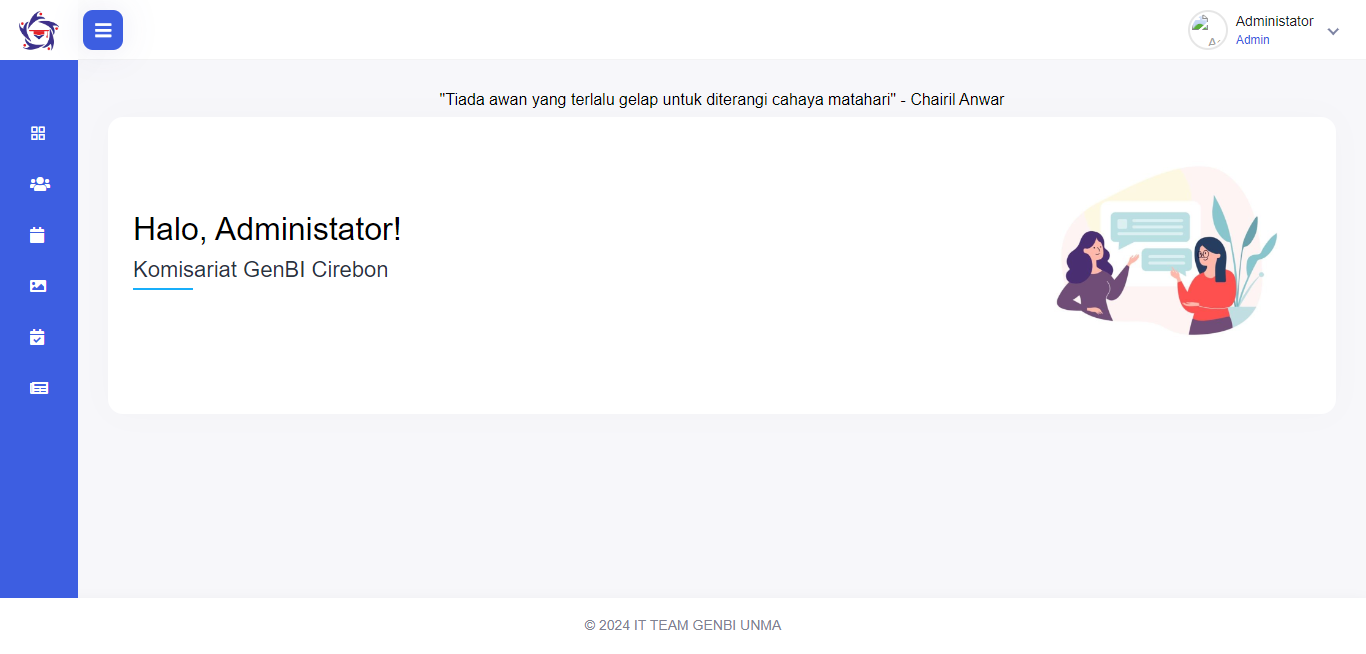 Administator
Admin
"Tiada awan yang terlalu gelap untuk diterangi cahaya matahari" - Chairil Anwar
Halo, Administator!
Komisariat GenBI Cirebon
© 2024 IT TEAM GENBI UNMA